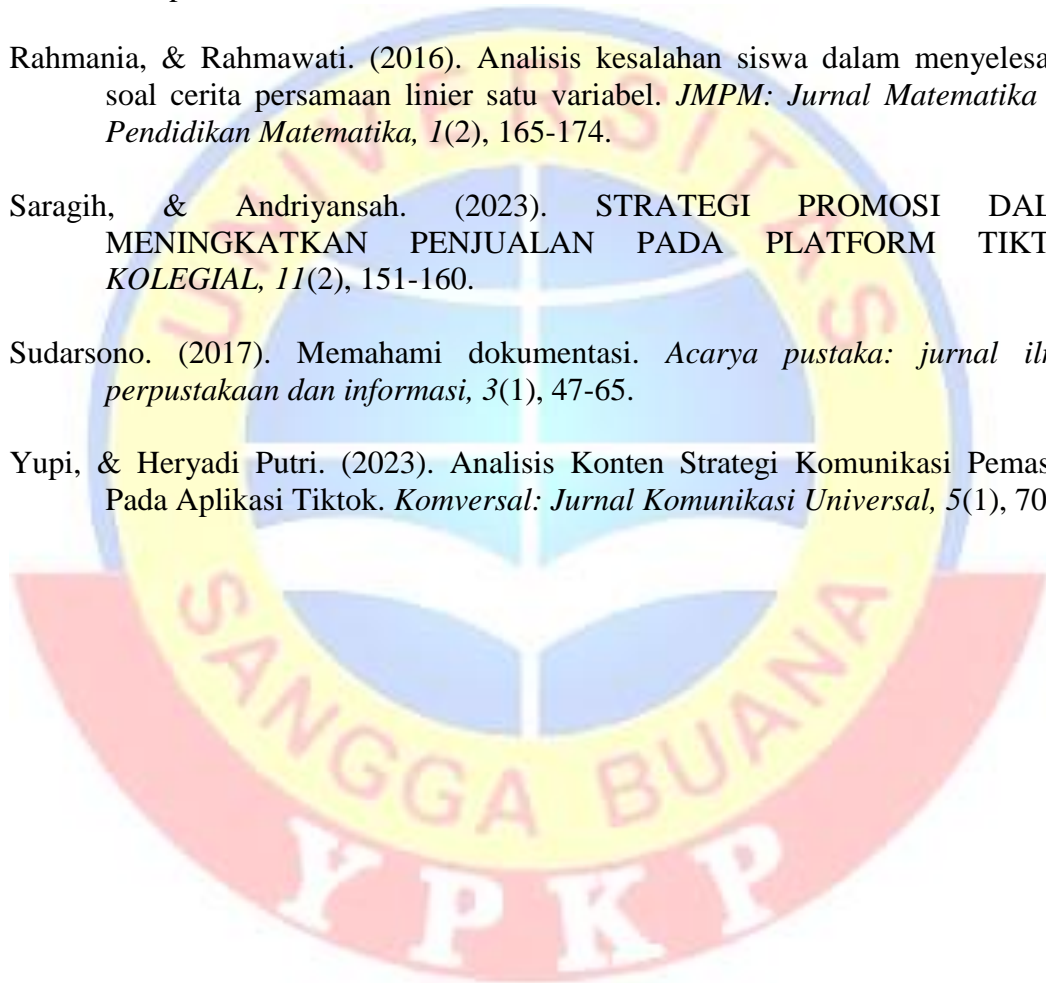 Rahmania, & Rahmawati. (2016). Analisis kesalahan siswa dalam menyelesa
soal cerita persamaan linier satu variabel. JMPM: Jurnal Matematika
Pendidikan Matematika, 1(2), 165-174.
Saragih, & Andriyansah. (2023). STRATEGI PROMOSI DAL
MENINGKATKAN PENJUALAN PADA PLATFORM TIKT
KOLEGIAL, 11(2), 151-160.
Sudarsono. (2017). Memahami dokumentasi. Acarya pustaka: jurnal il
perpustakaan dan informasi, 3(1), 47-65.
Yupi, & Heryadi Putri. (2023). Analisis Konten Strategi Komunikasi Pemas
Pada Aplikasi Tiktok. Komversal: Jurnal Komunikasi Universal, 5(1), 70
UNIVERSITAS
SANGGA BUANA
YPKP